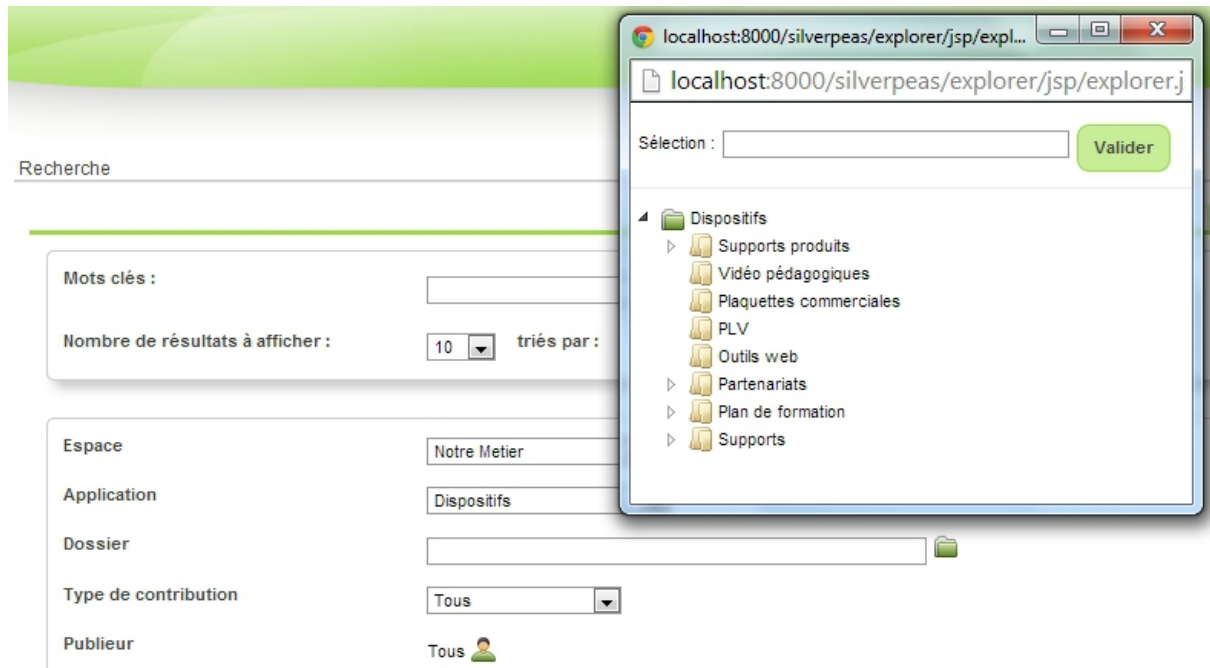 localhost:8000/silverpeas/explorer/jsp/expl...
localhost:8000/silverpeas/explorer/jsp/explorer.j
Sélection :
Valider
Dispositifs
Supports produits
Vidéo pédagogiques
Plaquettes commerciales
PLV
Outils web
Partenariats
Plan de formation
Supports
Recherche
Mots clés :
Nombre de résultats à afficher : 10 triés par :
Espace Notre Metier
Application Dispositifs
Dossier
Type de contribution Tous
Publieur Tous